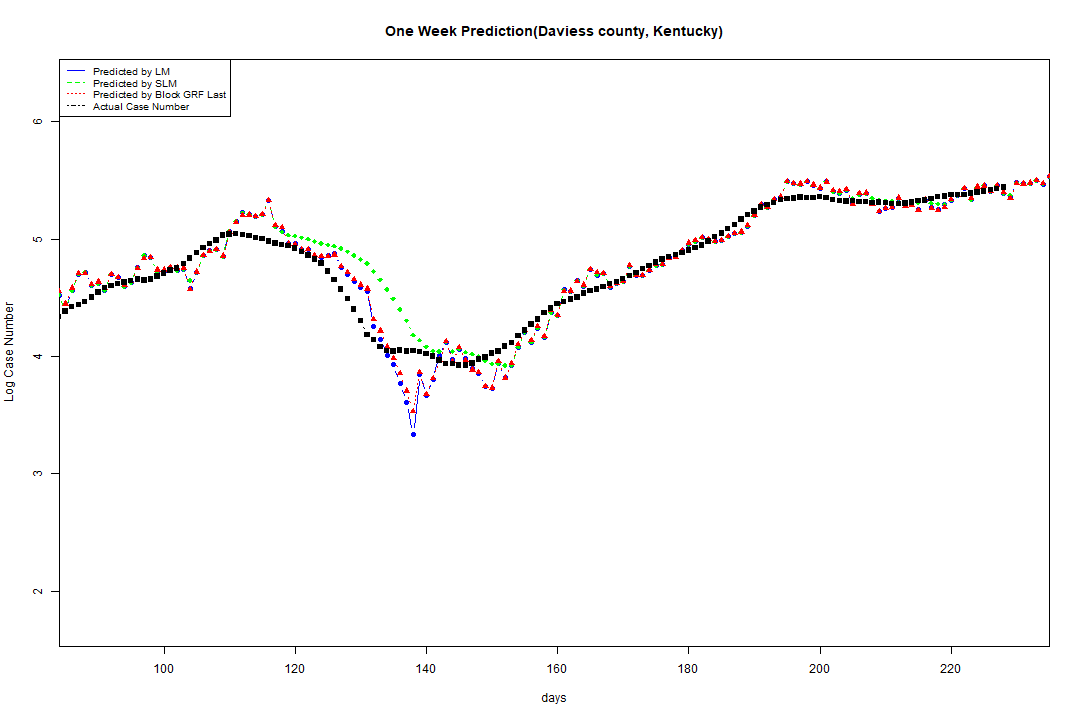 One Week Prediction(Daviess county, Kentucky)
Predicted by LM
Predicted by SLM
Predicted by Block GRF Last
Actual Case Number
Log Case Number
6
5
4
3
2
100 120 140 160 180 200 220
days